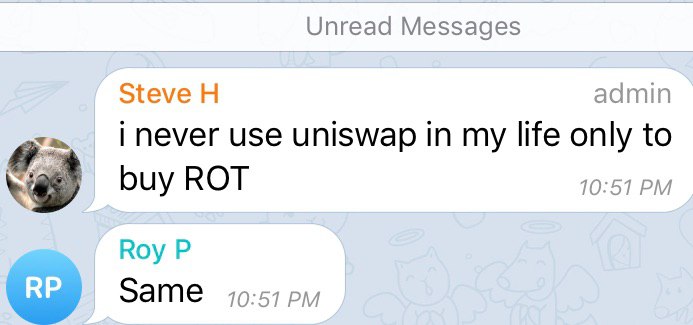 Unread Messages
Steve H admin
i never use uniswap in my life only to
buy ROT
10:51 PM
Roy P
RP
Same 10:51 PM